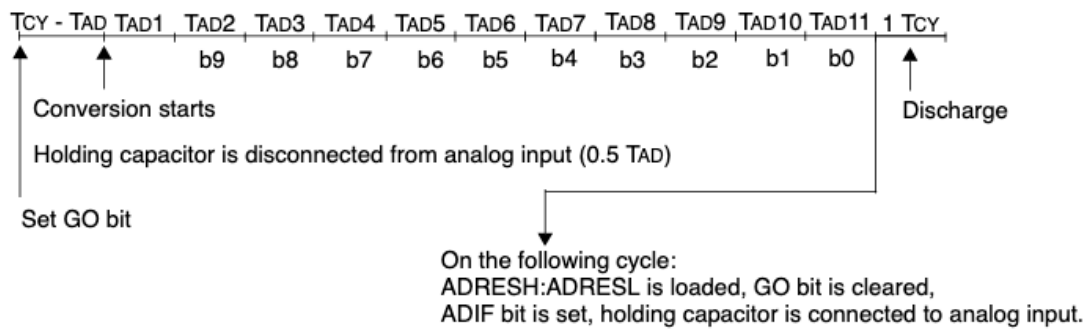 TCY - TAD TAD1 TAD2 TAD3 TAD4 TAD5 TAD6 TAD7 TAD8 TAD9 TAD10 TAD11 1 TCY
b9 b8 b7 b6 b5 b4 b3 b2 b1 b0
Conversion starts
Discharge
Holding capacitor is disconnected from analog input (0.5 TAD)
Set GO bit
On the following cycle:
ADRESH:ADRESL is loaded, GO bit is cleared,
ADIF bit is set, holding capacitor is connected to analog input.